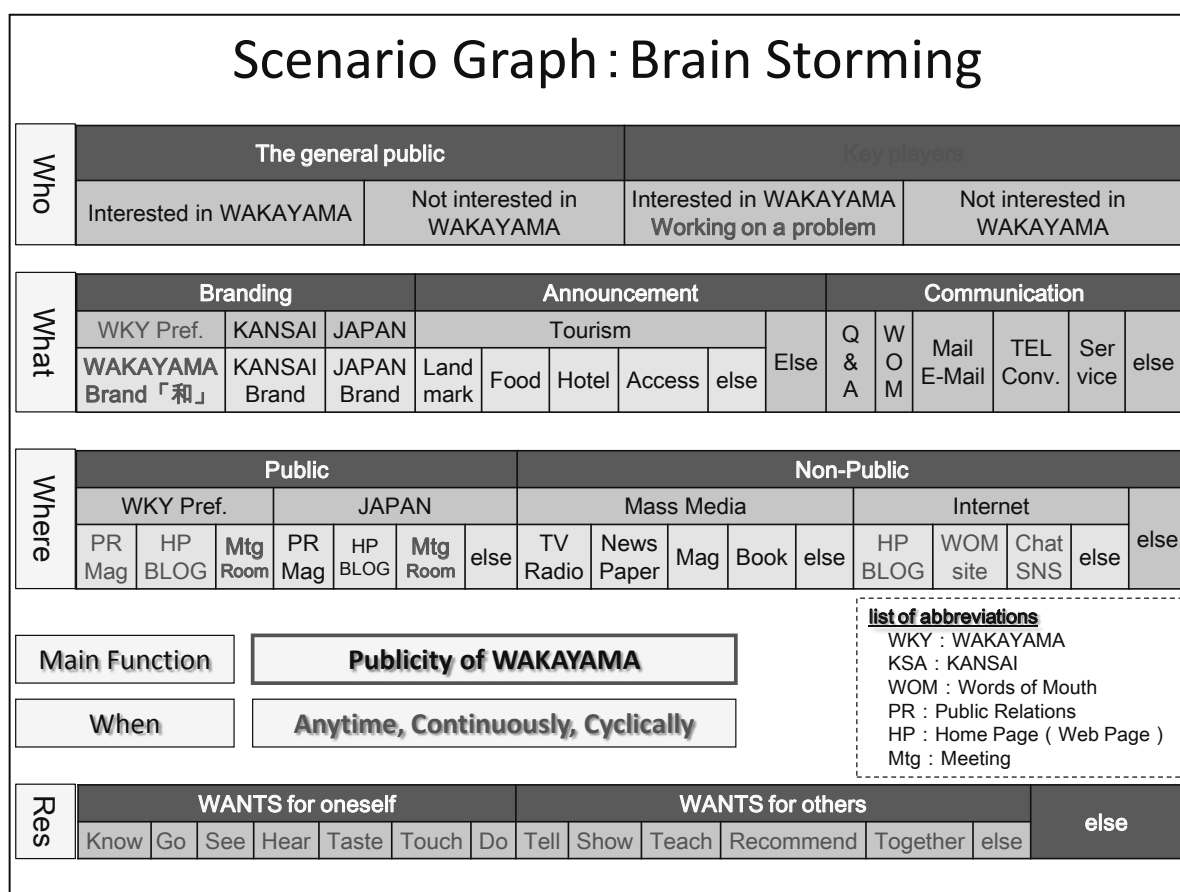 Scenario Graph : Brain Storming
Who
The general public
Key players
Interested in WAKAYAMA
Not interested in
WAKAYAMA
Interested in WAKAYAMA
Working on a problem
Not interested in
WAKAYAMA
What
Branding
Announcement
Communication
WKY Pref.
KANSAI
JAPAN
Tourism
Else
Q
&
A
W
O
M
Mail
E-Mail
TEL
Conv.
Ser
vice
else
WAKAYAMA
Brand「和」
KANSAI
Brand
JAPAN
Brand
Land
mark
Food
Hotel
Access
else
Where
Public
Non-Public
WKY Pref.
JAPAN
Mass Media
Internet
else
PR
Mag
HP
BLOG
Mtg
Room
PR
Mag
HP
BLOG
Mtg
Room
else
TV
Radio
News
Paper
Mag
Book
else
HP
BLOG
WOM
site
Chat
SNS
else
Main Function
Publicity of WAKAYAMA
When
Anytime, Continuously, Cyclically
list of abbreviations
WKY : WAKAYAMA
KSA : KANSAI
WOM : Words of Mouth
PR : Public Relations
HP : Home Page ( Web Page )
Mtg : Meeting
Res
WANTS for oneself
WANTS for others
else
Know
Go
See
Hear
Taste
Touch
Do
Tell
Show
Teach
Recommend
Together
else